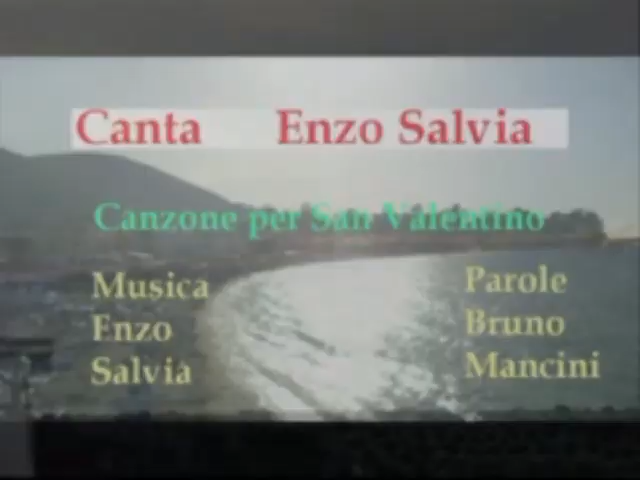 Canta Enzo Salvia
Canzone per San Valentino
Musica
Enzo
Salvia
Parole
Bruno
Mancini